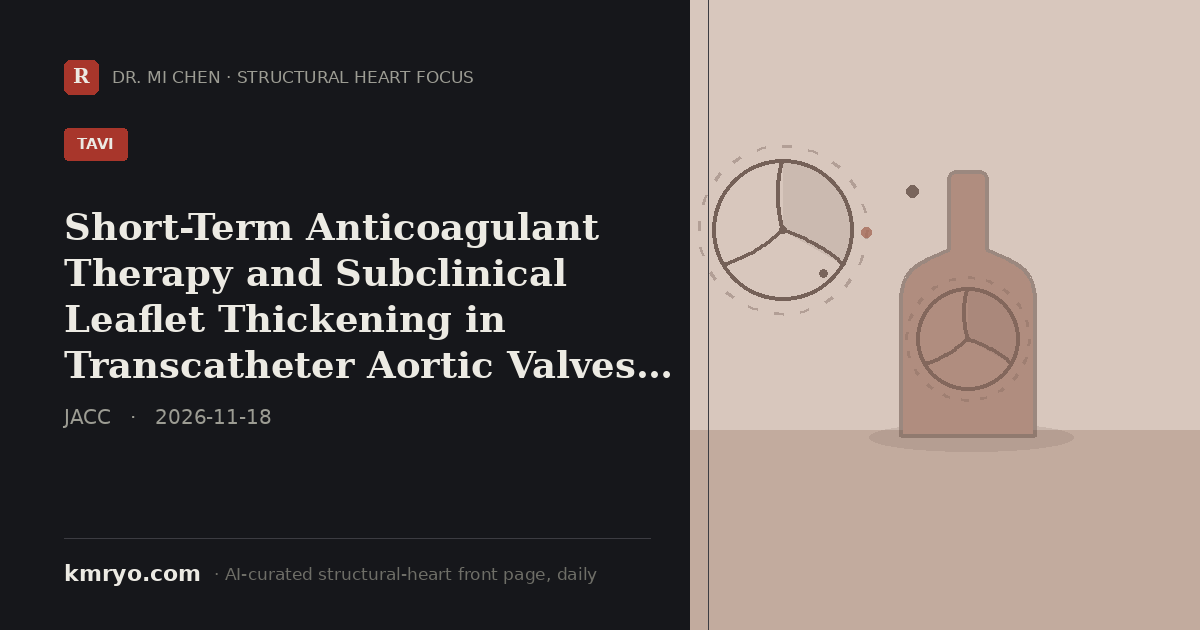 R DR. MI CHEN · STRUCTURAL HEART FOCUS
TAVI
Short-Term Anticoagulant
Therapy and Subclinical
Leaflet Thickening in
Transcatheter Aortic Valves...
JACC · 2026-11-18
kmryo.com · AI-curated structural-heart front page, daily